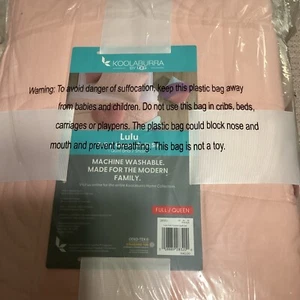 KOOLABURRA
BY UGG
Warning: To avoid danger of suffocation, keep this plastic bag away
from babies and children. Do not use this bag in cribs, beds,
carriages or playpens. The plastic bag could block nose and
mouth and prevent breathing. This bag is not a toy.
Lulu
MACHINE WASHABLE.
MADE FOR THE MODERN
FAMILY.
FULL / QUEEN